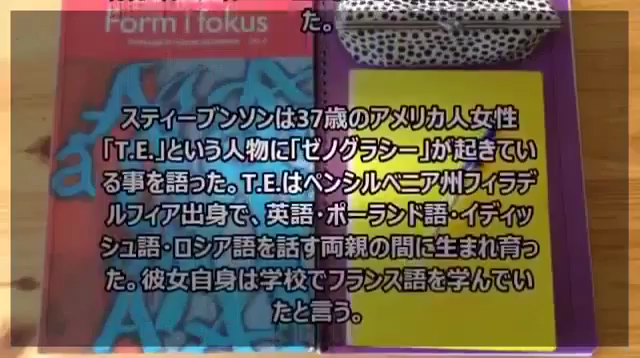 Form i fokus
た。
スティーブンソンは37歳のアメリカ人女性
「T.E.」という人物に「ゼノグラシー」が起きてい
る事を語った。T.E.はペンシルベニア州フィラデ
ルフィア出身で、英語・ポーランド語・イディッ
シュ語・ロシア語を話す両親の間に生まれ育っ
た。彼女自身は学校でフランス語を学んでい
たと言う。